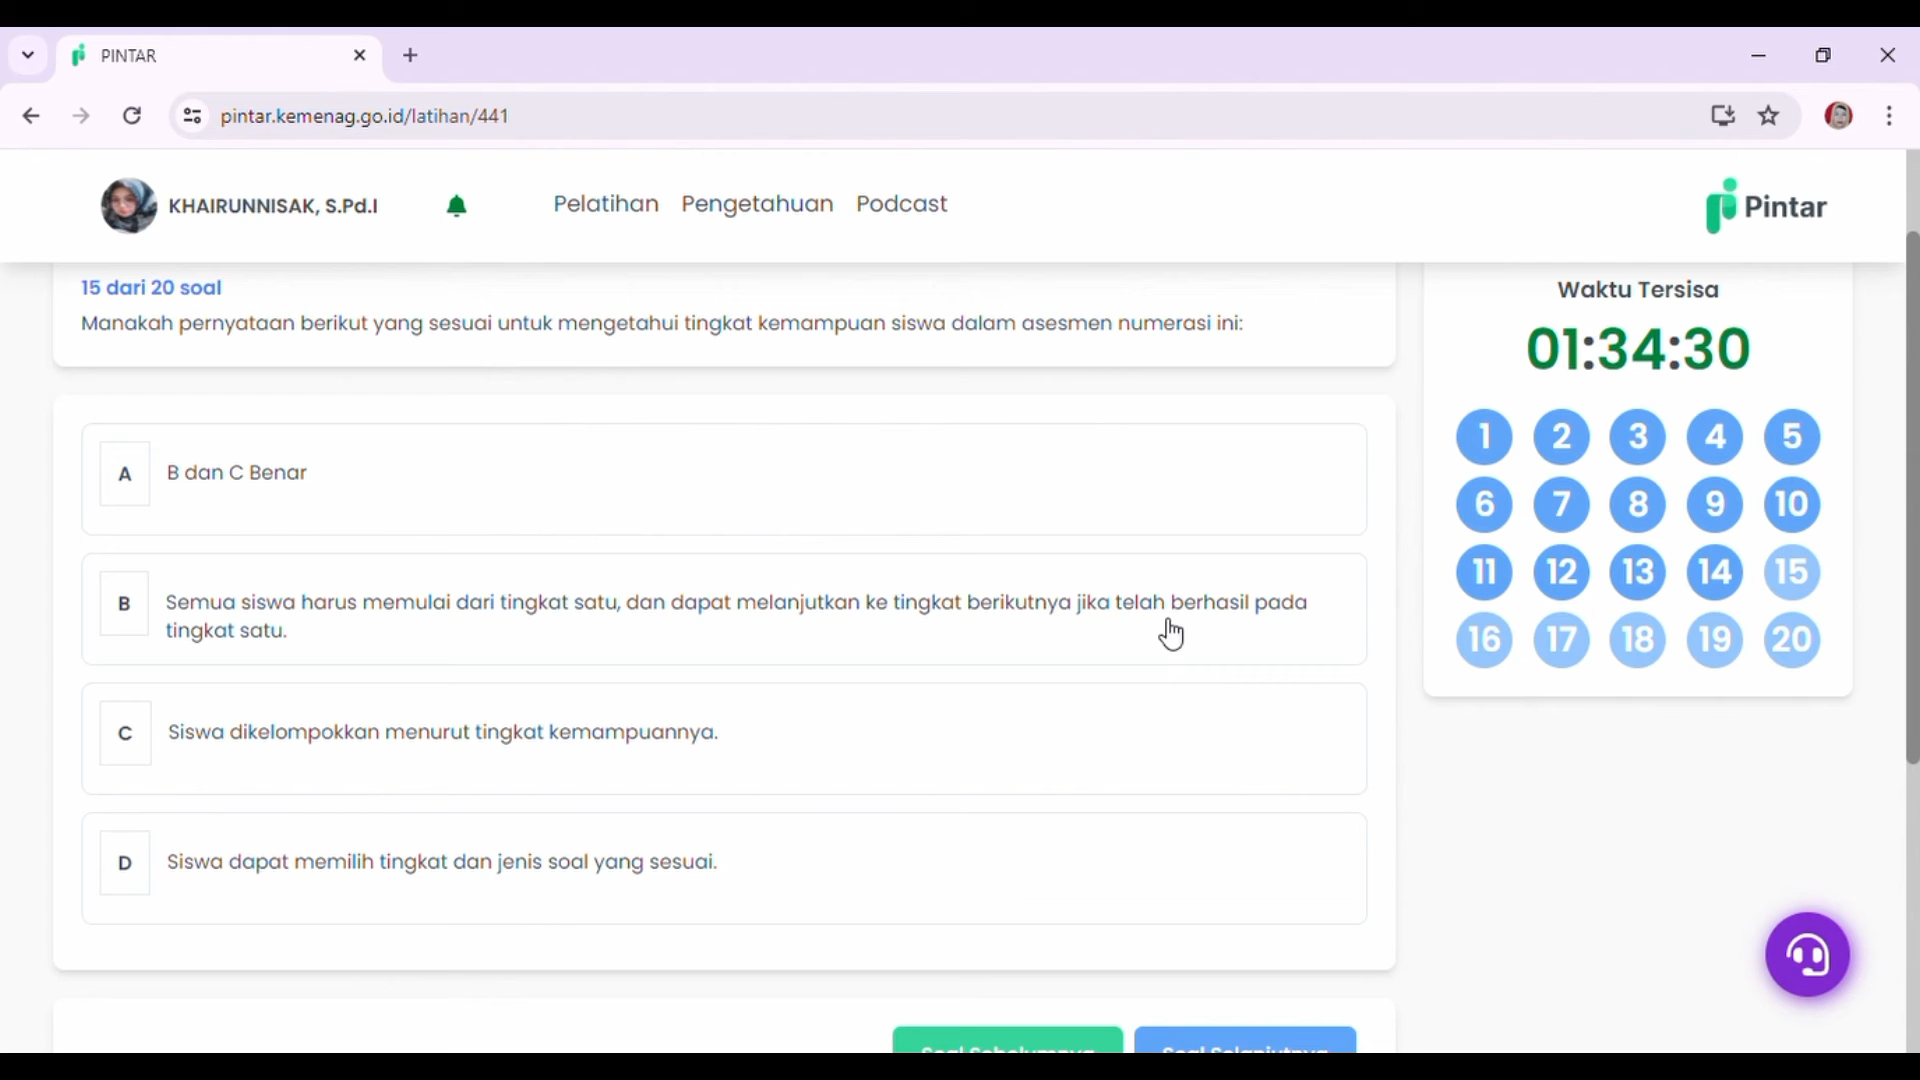 PINTAR
pintar.kemenag.go.id/latihan/441
KHAIRUNNISAK, S.Pd.I
Pelatihan
Pengetahuan
Podcast
Pintar
15 dari 20 soal
Manakah pernyataan berikut yang sesuai untuk mengetahui tingkat kemampuan siswa dalam asesmen numerasi ini:
A
B dan C Benar
B
Semua siswa harus memulai dari tingkat satu, dan dapat melanjutkan ke tingkat berikutnya jika telah berhasil pada
tingkat satu.
C
Siswa dikelompokkan menurut tingkat kemampuannya.
D
Siswa dapat memilih tingkat dan jenis soal yang sesuai.
Soal Sebelumnya
Soal Selanjutnya
Waktu Tersisa
01:34:30
1 2 3 4 5
6 7 8 9 10
11 12 13 14 15
16 17 18 19 20